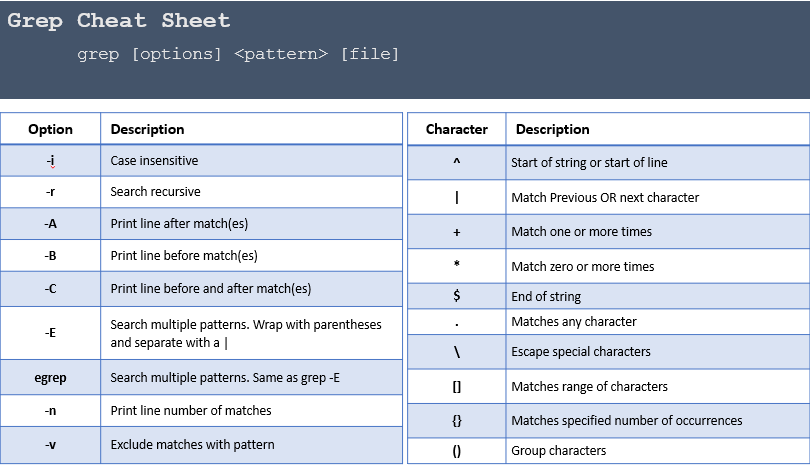 Grep Cheat Sheet
grep [options] <pattern> [file]
Option Description
-i Case insensitive
-r Search recursive
-A Print line after match(es)
-B Print line before match(es)
-C Print line before and after match(es)
-E Search multiple patterns. Wrap with parentheses
and separate with a |
egrep Search multiple patterns. Same as grep -E
-n Print line number of matches
-v Exclude matches with pattern
Character Description
^ Start of string or start of line
| Match Previous OR next character
+ Match one or more times
* Match zero or more times
$ End of string
. Matches any character
\ Escape special characters
[] Matches range of characters
{} Matches specified number of occurrences
() Group characters